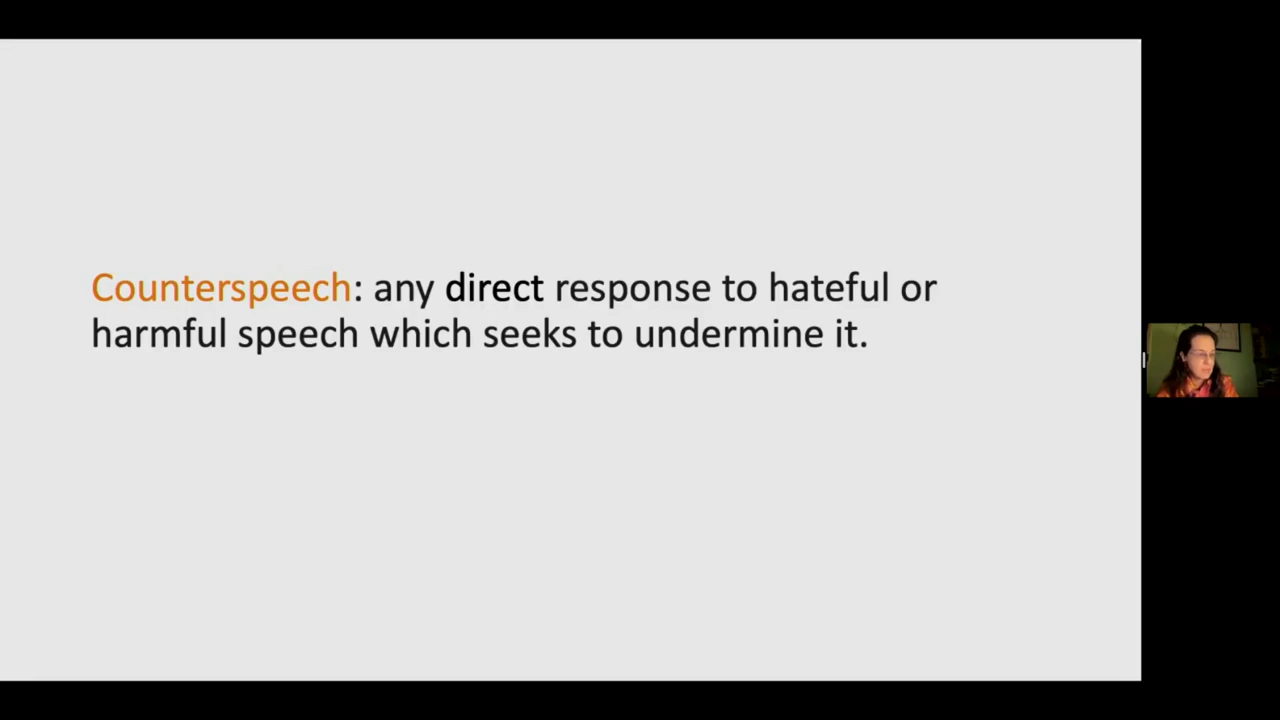 Counterspeech: any direct response to hateful or
harmful speech which seeks to undermine it.